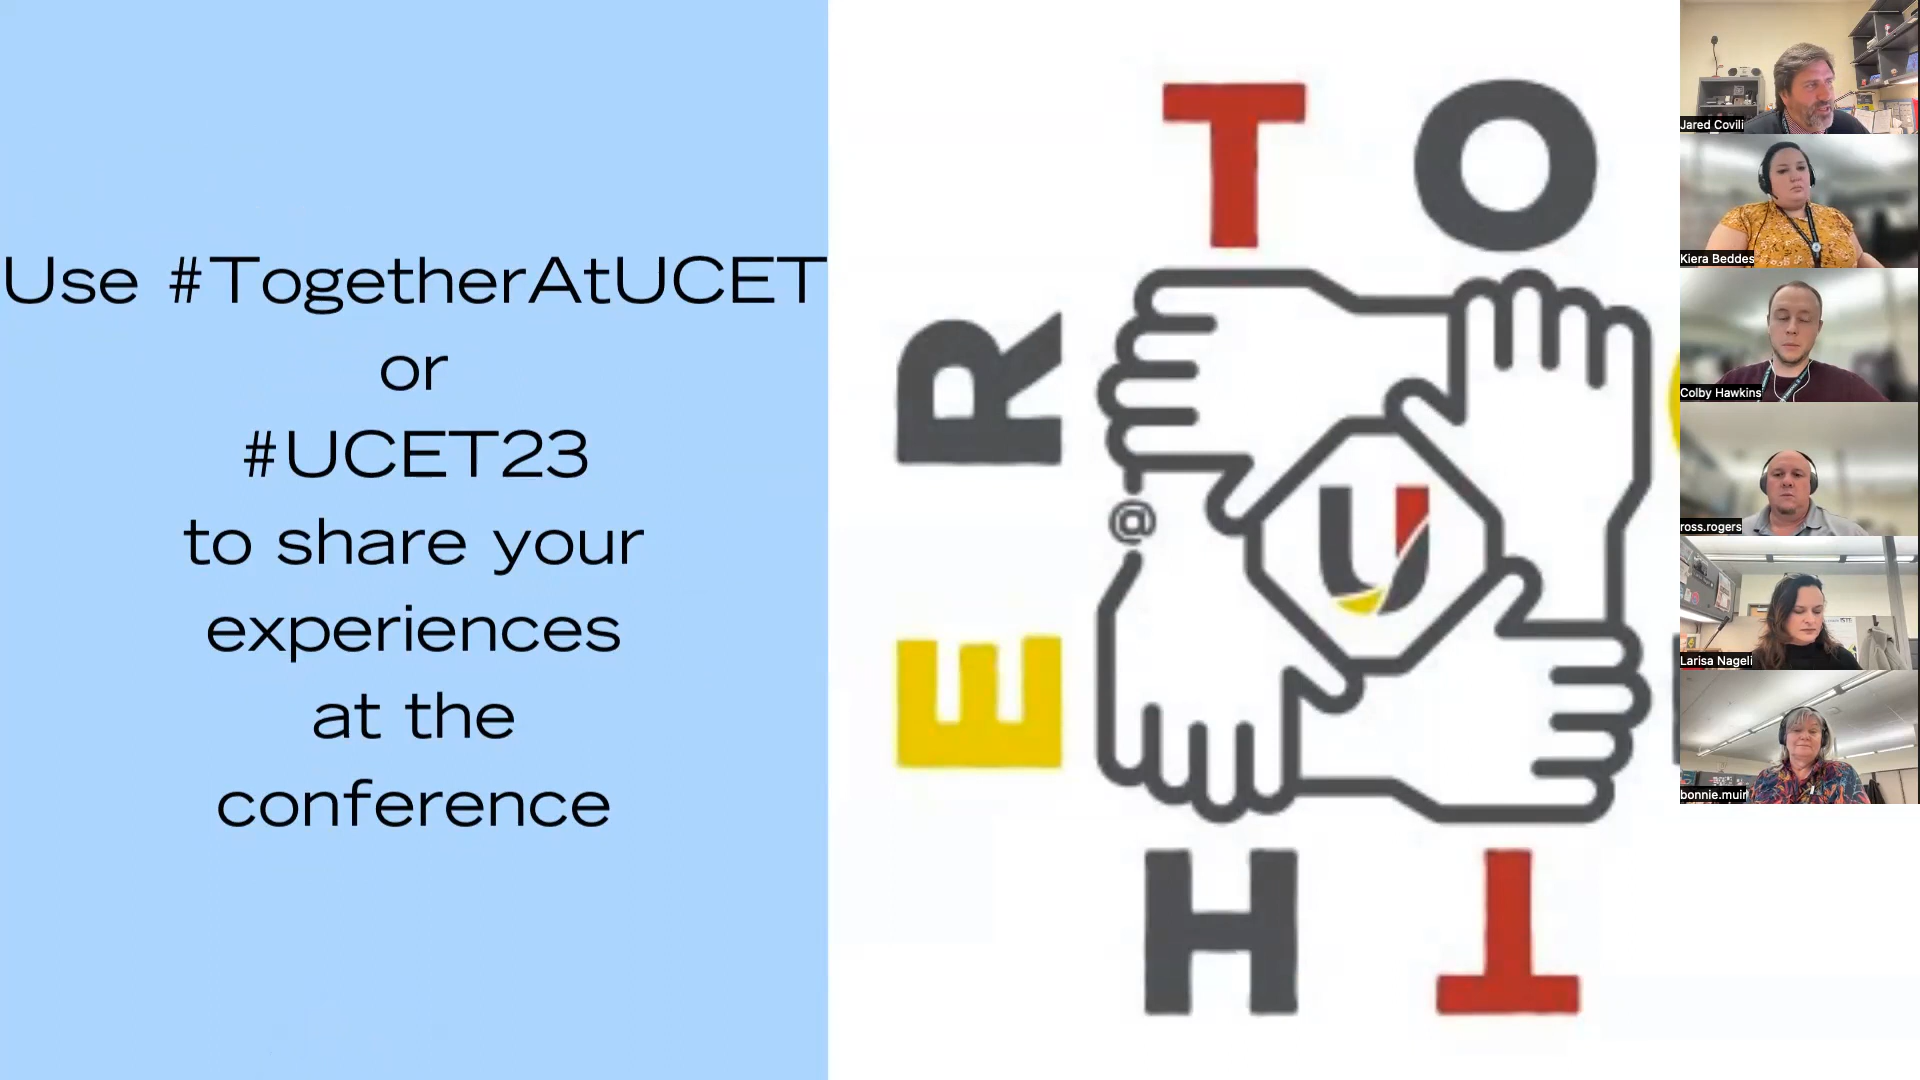 Use #TogetherAtUCET
or
#UCET23
to share your
experiences
at the
conference
T O
R
@
U
E
H T
Jared Covili
Kiera Beddes
Colby Hawkins
ross.rogers
Larisa Nageli
bonnie.muir